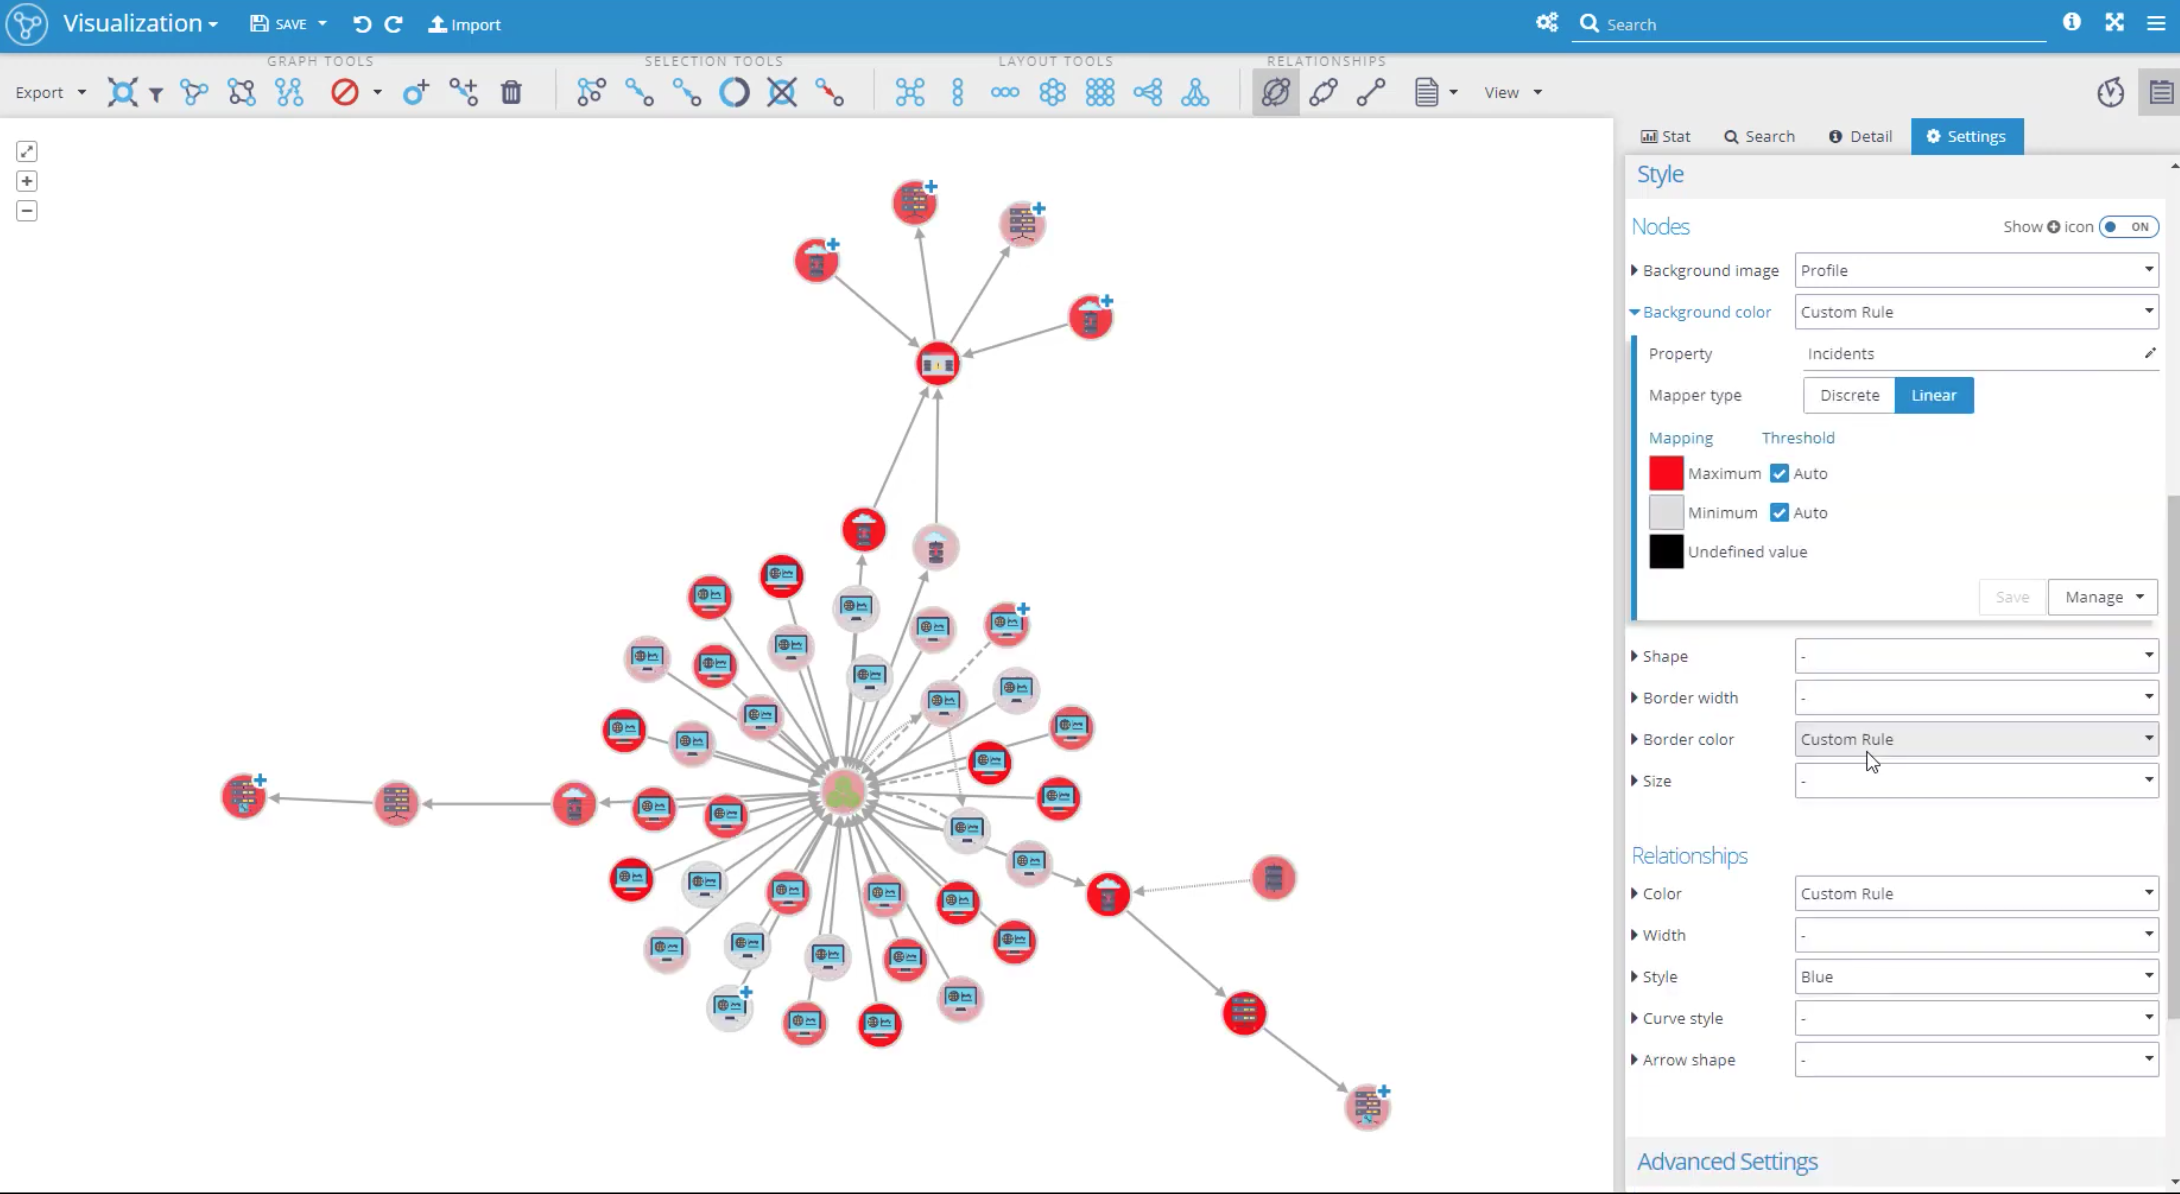 Visualization
SAVE
Import
Search
GRAPH TOOLS
SELECTION TOOLS
LAYOUT TOOLS
RELATIONSHIPS
Export
View
Stat
Search
Detail
Settings
Style
Nodes
Show icon ON
Background image Profile
Background color Custom Rule
Property Incidents
Mapper type Discrete Linear
Mapping Threshold
Maximum Auto
Minimum Auto
Undefined value
Save Manage
Shape -
Border width -
Border color Custom Rule
Size -
Relationships
Color Custom Rule
Width -
Style Blue
Curve style -
Arrow shape -
Advanced Settings